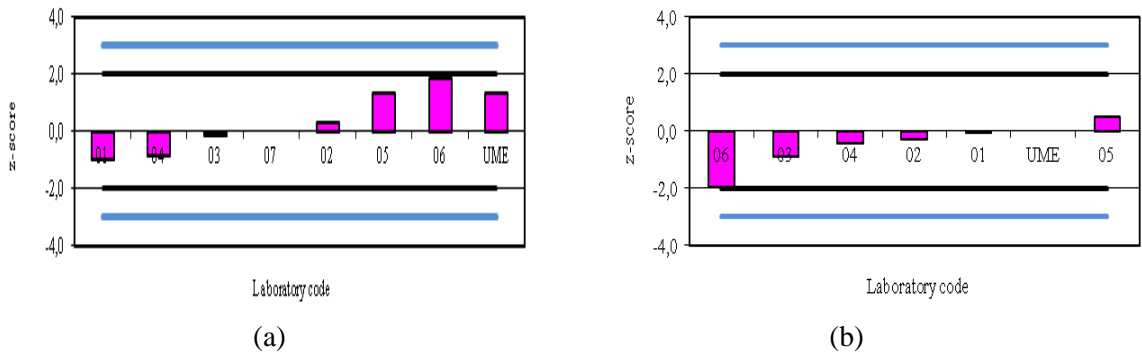 4,0
2,0
0,0
-2,0
-4,0
z-score
01 04 03 07 02 05 06 UME
Laboratory code
(a)
4,0
2,0
0,0
-2,0
-4,0
z-score
06 03 04 02 01 UME 05
Laboratory code
(b)